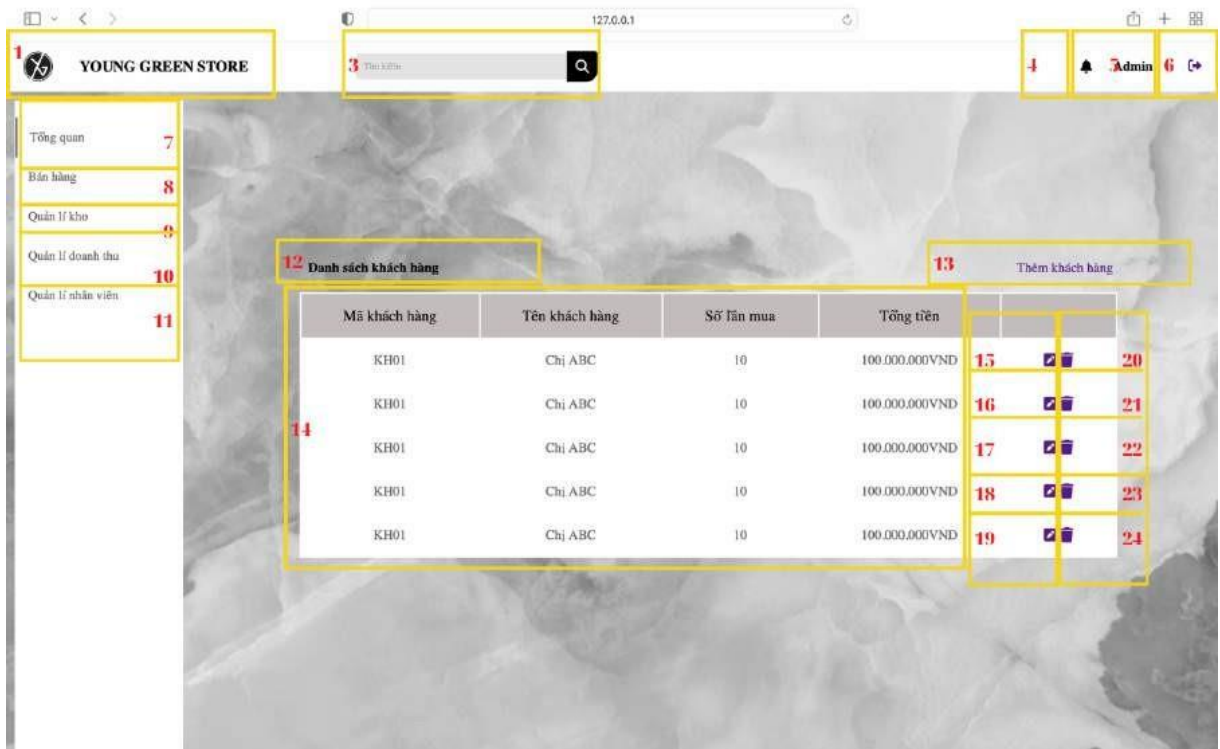 127.0.0.1
1 YOUNG GREEN STORE 3 Tìm kiếm 4 5 Admin 6
Tổng quan 7
Bán hàng 8
Quản lí kho 9
Quản lí doanh thu 10
Quản lí nhân viên 11
12 Danh sách khách hàng 13 Thêm khách hàng
Mã khách hàng Tên khách hàng Số lần mua Tổng tiền
KH01 Chị ABC 10 100.000.000VND 15 20
KH01 Chị ABC 10 100.000.000VND 16 21
14
KH01 Chị ABC 10 100.000.000VND 17 22
KH01 Chị ABC 10 100.000.000VND 18 23
KH01 Chị ABC 10 100.000.000VND 19 24